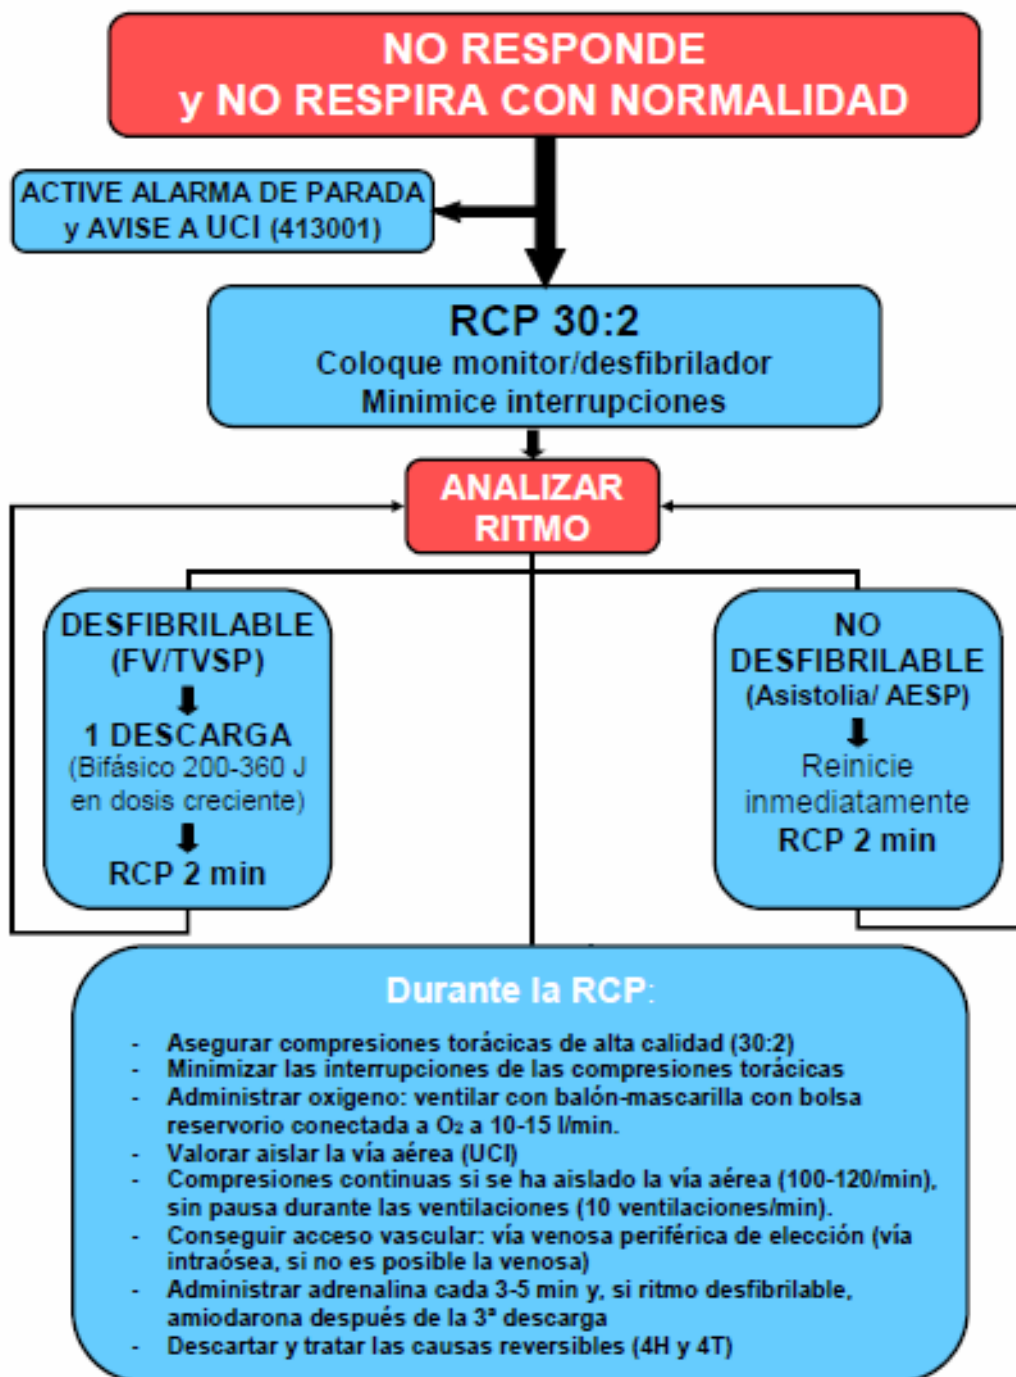 NO RESPONDE
y NO RESPIRA CON NORMALIDAD
ACTIVE ALARMA DE PARADA
y AVISE A UCI (413001)
RCP 30:2
Coloque monitor/desfibrilador
Minimice interrupciones
ANALIZAR
RITMO
DESFIBRILABLE
(FV/TVSP)
1 DESCARGA
(Bifásico 200-360 J
en dosis creciente)
RCP 2 min
NO
DESFIBRILABLE
(Asistolia/ AESP)
Reinicie
inmediatamente
RCP 2 min
Durante la RCP:
- Asegurar compresiones torácicas de alta calidad (30:2)
- Minimizar las interrupciones de las compresiones torácicas
- Administrar oxigeno: ventilar con balón-mascarilla con bolsa
reservorio conectada a O₂ a 10-15 l/min.
- Valorar aislar la vía aérea (UCI)
- Compresiones continuas si se ha aislado la vía aérea (100-120/min),
sin pausa durante las ventilaciones (10 ventilaciones/min).
- Conseguir acceso vascular: vía venosa periférica de elección (vía
intraósea, si no es posible la venosa)
- Administrar adrenalina cada 3-5 min y, si ritmo desfibrilable,
amiodarona después de la 3ª descarga
- Descartar y tratar las causas reversibles (4H y 4T)